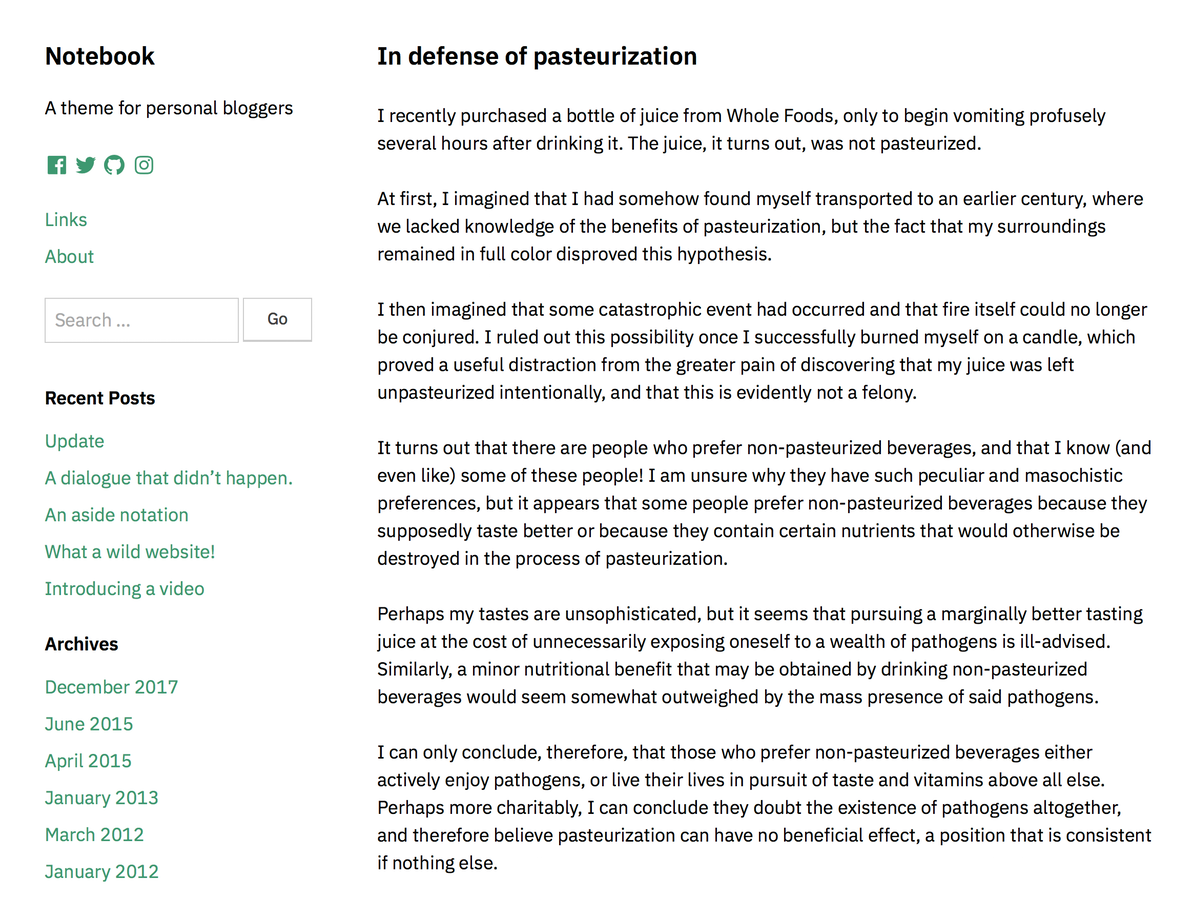 Notebook
A theme for personal bloggers
Links
About
Search ...
Go
Recent Posts
Update
A dialogue that didn’t happen.
An aside notation
What a wild website!
Introducing a video
Archives
December 2017
June 2015
April 2015
January 2013
March 2012
January 2012
In defense of pasteurization
I recently purchased a bottle of juice from Whole Foods, only to begin vomiting profusely
several hours after drinking it. The juice, it turns out, was not pasteurized.
At first, I imagined that I had somehow found myself transported to an earlier century, where
we lacked knowledge of the benefits of pasteurization, but the fact that my surroundings
remained in full color disproved this hypothesis.
I then imagined that some catastrophic event had occurred and that fire itself could no longer
be conjured. I ruled out this possibility once I successfully burned myself on a candle, which
proved a useful distraction from the greater pain of discovering that my juice was left
unpasteurized intentionally, and that this is evidently not a felony.
It turns out that there are people who prefer non-pasteurized beverages, and that I know (and
even like) some of these people! I am unsure why they have such peculiar and masochistic
preferences, but it appears that some people prefer non-pasteurized beverages because they
supposedly taste better or because they contain certain nutrients that would otherwise be
destroyed in the process of pasteurization.
Perhaps my tastes are unsophisticated, but it seems that pursuing a marginally better tasting
juice at the cost of unnecessarily exposing oneself to a wealth of pathogens is ill-advised.
Similarly, a minor nutritional benefit that may be obtained by drinking non-pasteurized
beverages would seem somewhat outweighed by the mass presence of said pathogens.
I can only conclude, therefore, that those who prefer non-pasteurized beverages either
actively enjoy pathogens, or live their lives in pursuit of taste and vitamins above all else.
Perhaps more charitably, I can conclude they doubt the existence of pathogens altogether,
and therefore believe pasteurization can have no beneficial effect, a position that is consistent
if nothing else.